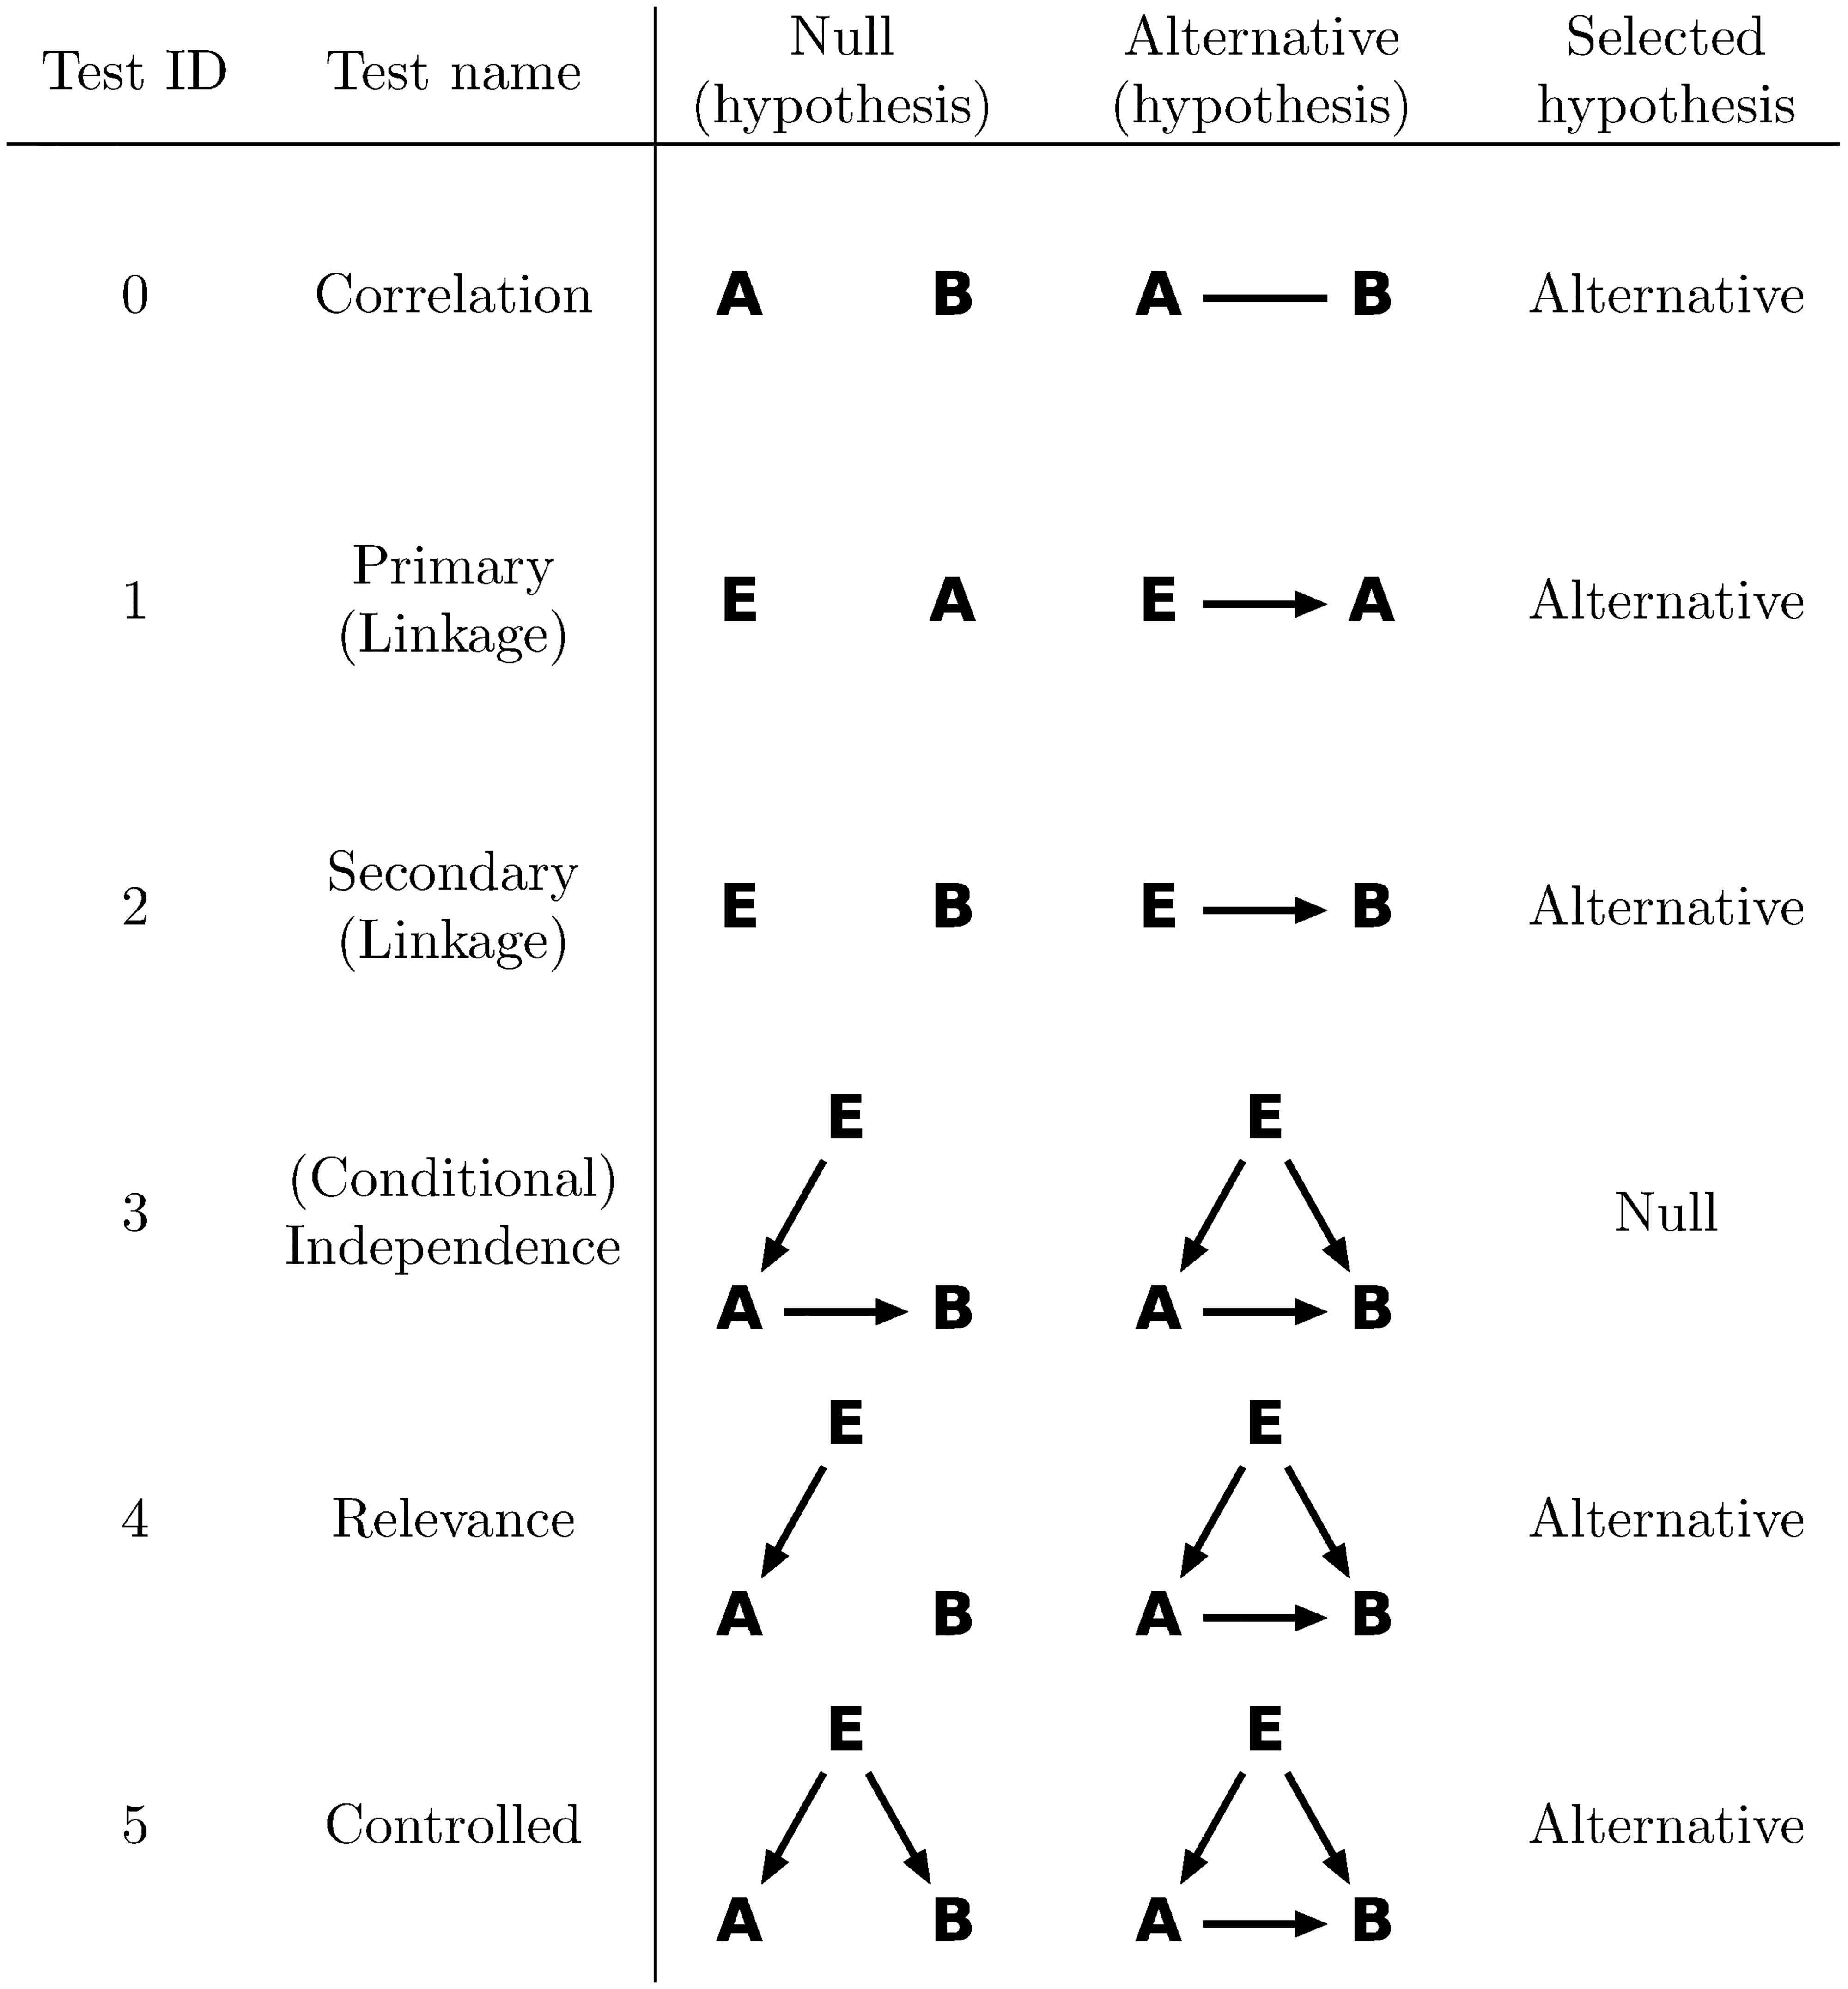 Test ID Test name Null (hypothesis) Alternative (hypothesis) Selected hypothesis
0 Correlation A B A B Alternative
1 Primary (Linkage) E A E A Alternative
2 Secondary (Linkage) E B E B Alternative
E E
3 (Conditional) Independence Null
A B A B
E E
4 Relevance Alternative
A B A B
E E
5 Controlled Alternative
A B A B